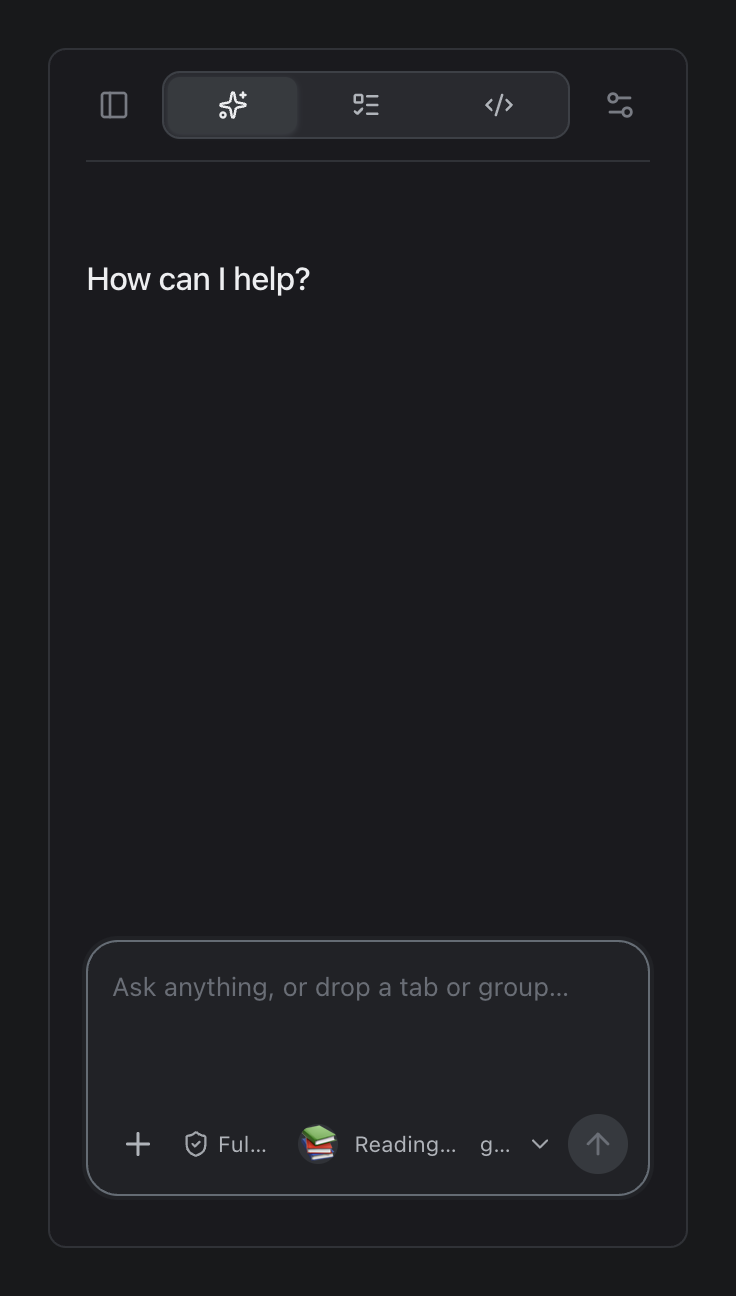 How can I help?
Ask anything, or drop a tab or group...
Ful... Reading... g...